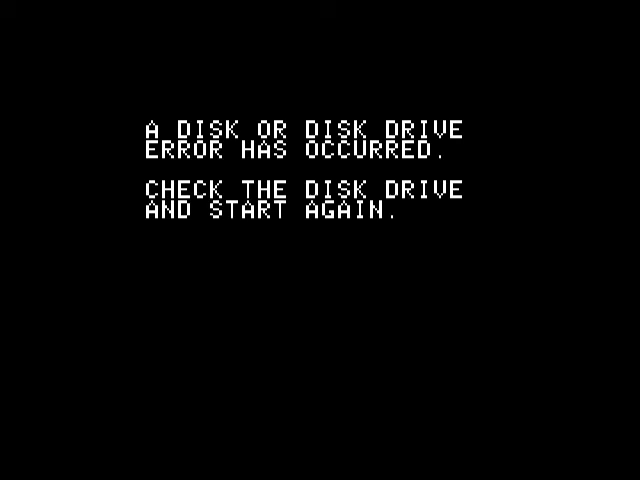 A DISK OR DISK DRIVE
ERROR HAS OCCURRED.
CHECK THE DISK DRIVE
AND START AGAIN.